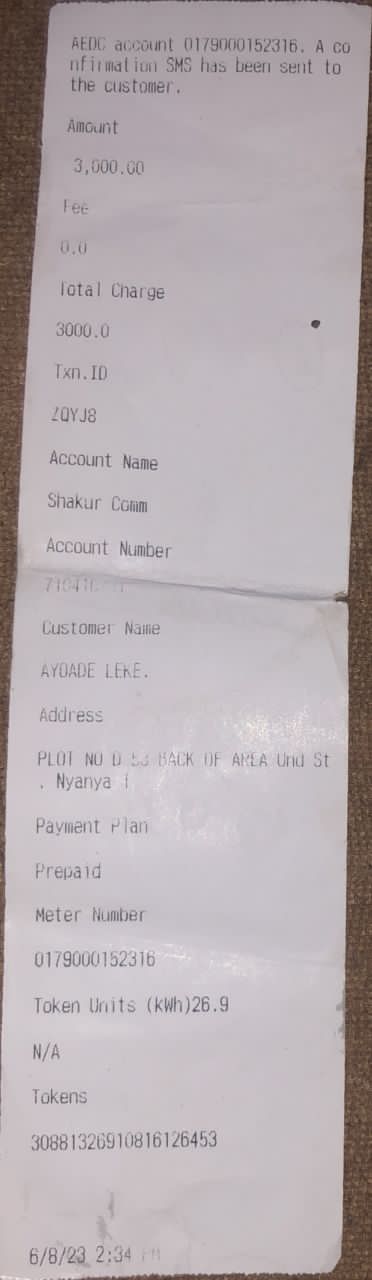 AEDC account 0179000152316. A co
nfirmation SMS has been sent to
the customer.
Amount
3,000.00
Fee
0.0
Total Charge
3000.0
Txn.ID
ZQYJ8
Account Name
Shakur Comm
Account Number
Customer Name
AYOADE LEKE.
Address
PLOT NO D 53 BACK OF AREA Und St
. Nyanya
Payment Plan
Prepaid
Meter Number
0179000152316
Token Units (kWh)26.9
N/A
Tokens
30881326910816126453
6/8/23 2:34 PM